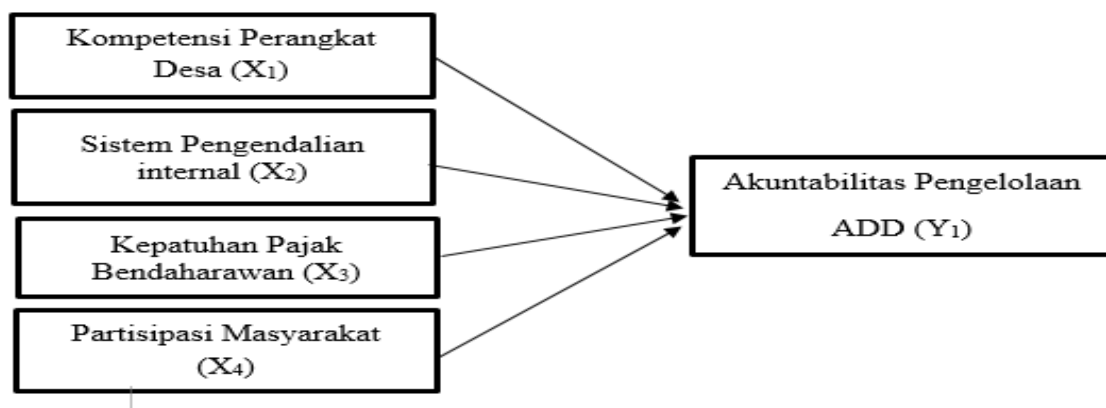 Kompetensi Perangkat
Desa (X₁)
Sistem Pengendalian
internal (X₂)
Kepatuhan Pajak
Bendaharawan (X₃)
Partisipasi Masyarakat
(X₄)
Akuntabilitas Pengelolaan
ADD (Y₁)